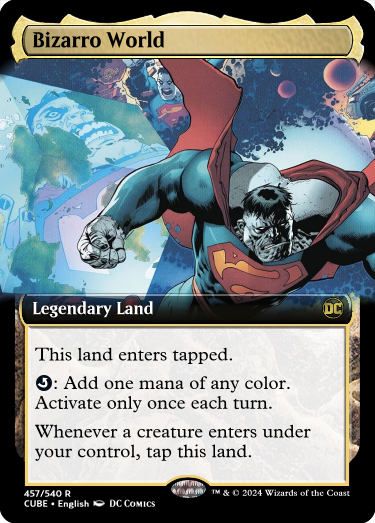 Bizarro World
Legendary Land
DC
This land enters tapped.
: Add one mana of any color.
Activate only once each turn.
Whenever a creature enters under
your control, tap this land.
457/540 R
CUBE • English DC Comics
™ & © 2024 Wizards of the Coast